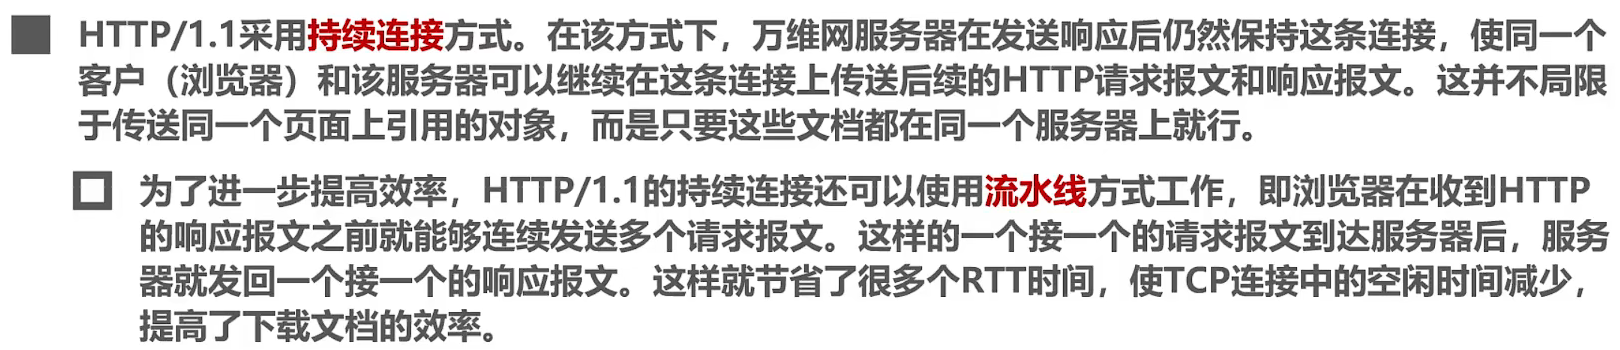 HTTP/1.1采用持续连接方式。在该方式下，万维网服务器在发送响应后仍然保持这条连接，使同一个
客户（浏览器）和该服务器可以继续在这条连接上传送后续的HTTP请求报文和响应报文。这并不局限
于传送同一个页面上引用的对象，而是只要这些文档都在同一个服务器上就行。
为了进一步提高效率，HTTP/1.1的持续连接还可以使用流水线方式工作，即浏览器在收到HTTP
的响应报文之前就能够连续发送多个请求报文。这样的一个接一个的请求报文到达服务器后，服务
器就发回一个接一个的响应报文。这样就节省了很多个RTT时间，使TCP连接中的空闲时间减少，
提高了下载文档的效率。